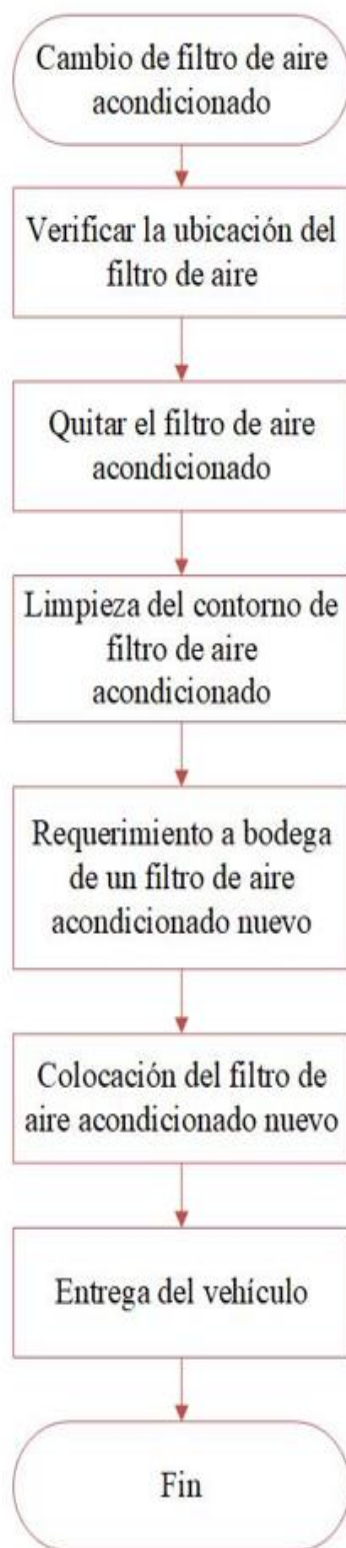 Cambio de filtro de aire
acondicionado
Verificar la ubicación del
filtro de aire
Quitar el filtro de aire
acondicionado
Limpieza del contorno de
filtro de aire
acondicionado
Requerimiento a bodega
de un filtro de aire
acondicionado nuevo
Colocación del filtro de
aire acondicionado nuevo
Entrega del vehículo
Fin